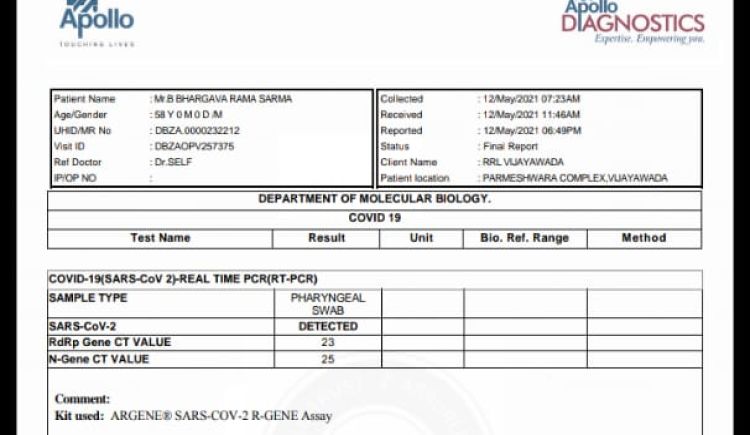 Apollo
TOUCHING LIVES
Apollo
DIAGNOSTICS
Expertise. Empowering you.
Patient Name : Mr.B BHARGAVA RAMA SARMA
Age/Gender : 58 Y 0 M 0 D /M
UHID/MR No : DBZA.0000232212
Visit ID : DBZAOPV257375
Ref Doctor : Dr.SELF
IP/OP NO :
Collected : 12/May/2021 07:23AM
Received : 12/May/2021 11:46AM
Reported : 12/May/2021 06:49PM
Status : Final Report
Client Name : RRL VIJAYAWADA
Patient location : PARMESHWARA COMPLEX,VIJAYAWADA
DEPARTMENT OF MOLECULAR BIOLOGY.
COVID 19
Test Name Result Unit Bio. Ref. Range Method
COVID-19(SARS-CoV 2)-REAL TIME PCR(RT-PCR)
SAMPLE TYPE PHARYNGEAL
SWAB
SARS-CoV-2 DETECTED
RdRp Gene CT VALUE 23
N-Gene CT VALUE 25
Comment:
Kit used: ARGENE® SARS-COV-2 R-GENE Assay